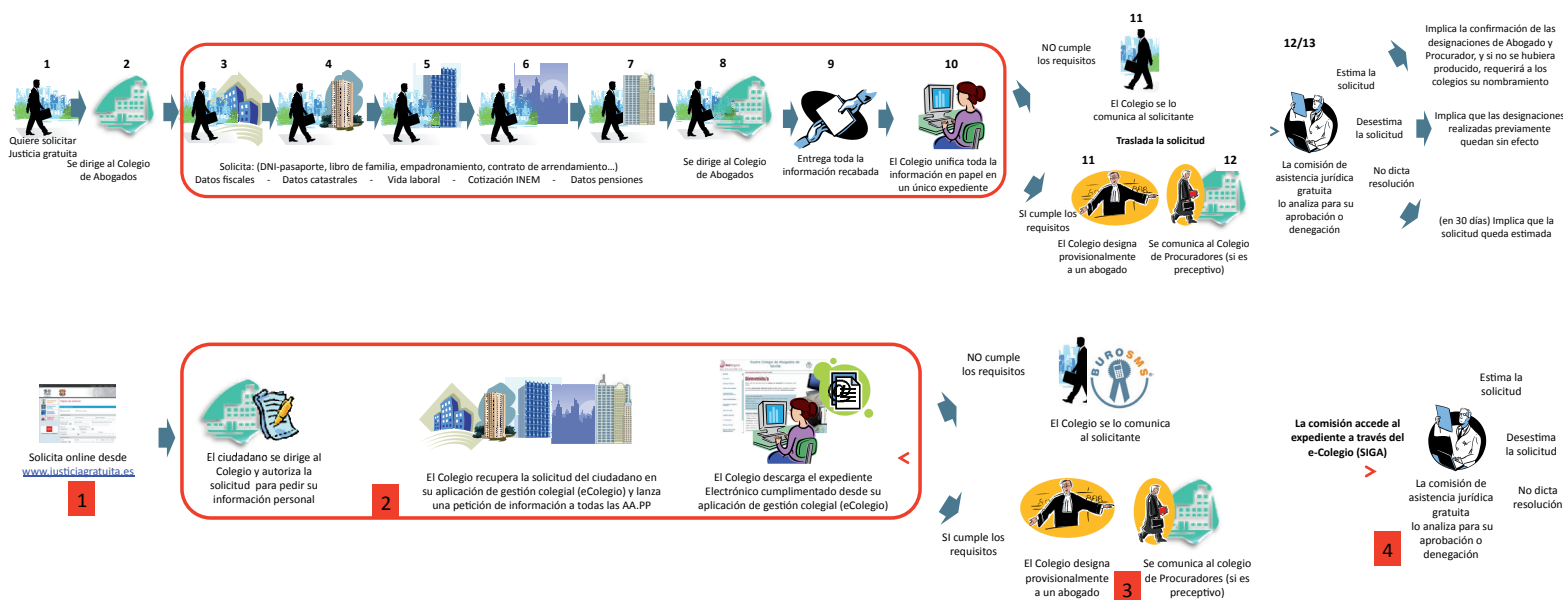 1
2
3
4
5
6
7
8
9
10
Quiere solicitar
Justicia gratuita
Se dirige al Colegio
de Abogados
Solicita: (DNI-pasaporte, libro de familia, empadronamiento, contrato de arrendamiento...)
Datos fiscales - Datos catastrales - Vida laboral - Cotización INEM - Datos pensiones
Se dirige al Colegio
de Abogados
Entrega toda la
información recabada
El Colegio unifica toda la
información en papel en
un único expediente
NO cumple
los requisitos
11
El Colegio se lo
comunica al solicitante
Traslada la solicitud
SI cumple los
requisitos
11
El Colegio designa
provisionalmente
a un abogado
12
Se comunica al Colegio
de Procuradores (si es
preceptivo)
12/13
>
La comisión de
asistencia jurídica
gratuita
lo analiza para su
aprobación o
denegación
Estima la
solicitud
Implica la confirmación de las
designaciones de Abogado y
Procurador, y si no se hubiera
producido, requerirá a los
colegios su nombramiento
Desestima
la solicitud
Implica que las designaciones
realizadas previamente
quedan sin efecto
No dicta
resolución
(en 30 días) Implica que la
solicitud queda estimada
Solicita online desde
www.justiciagratuita.es
1
El ciudadano se dirige al
Colegio y autoriza la
solicitud para pedir su
información personal
2
El Colegio recupera la solicitud del ciudadano en
su aplicación de gestión colegial (eColegio) y lanza
una petición de información a todas las AA.PP
Bienvenido/a
El Colegio descarga el expediente
Electrónico cumplimentado desde su
aplicación de gestión colegial (eColegio)
<
NO cumple
los requisitos
BUROSMS
El Colegio se lo comunica
al solicitante
SI cumple los
requisitos
El Colegio designa
provisionalmente
a un abogado
3
Se comunica al colegio
de Procuradores (si es
preceptivo)
La comisión accede al
expediente a través del
e-Colegio (SIGA)
>
4
La comisión de
asistencia jurídica
gratuita
lo analiza para su
aprobación o
denegación
Estima la
solicitud
Desestima
la solicitud
No dicta
resolución